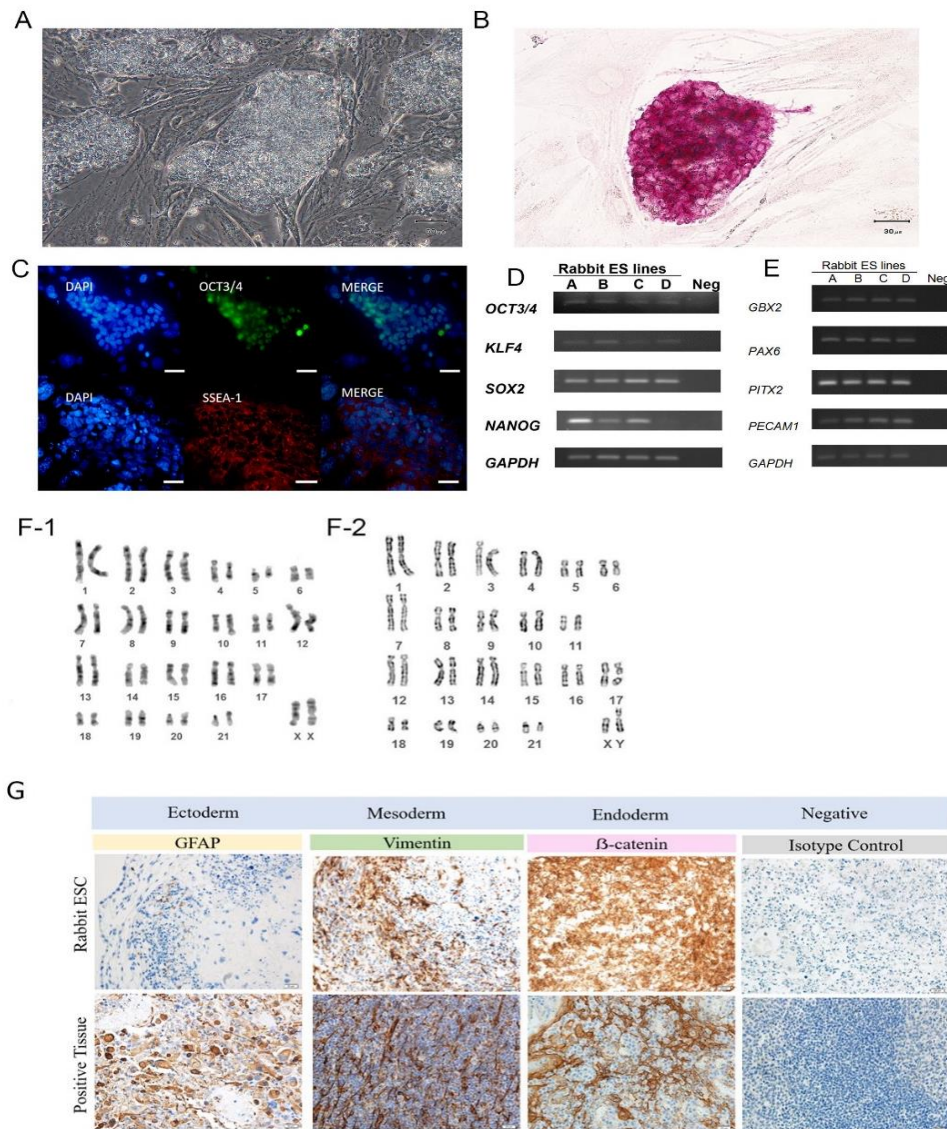 A
B
30 µm
C
DAPI OCT3/4 MERGE
DAPI SSEA-1 MERGE
D
Rabbit ES lines
A B C D Neg
OCT3/4
KLF4
SOX2
NANOG
GAPDH
E
Rabbit ES lines
A B C D Neg
GBX2
PAX6
PITX2
PECAM1
GAPDH
F-1
1 2 3 4 5 6
7 8 9 10 11 12
13 14 15 16 17
18 19 20 21 X X
F-2
1 2 3 4 5 6
7 8 9 10 11
12 13 14 15 16 17
18 19 20 21 X Y
G
Ectoderm Mesoderm Endoderm Negative
GFAP Vimentin ß-catenin Isotype Control
Rabbit ESC
Positive Tissue